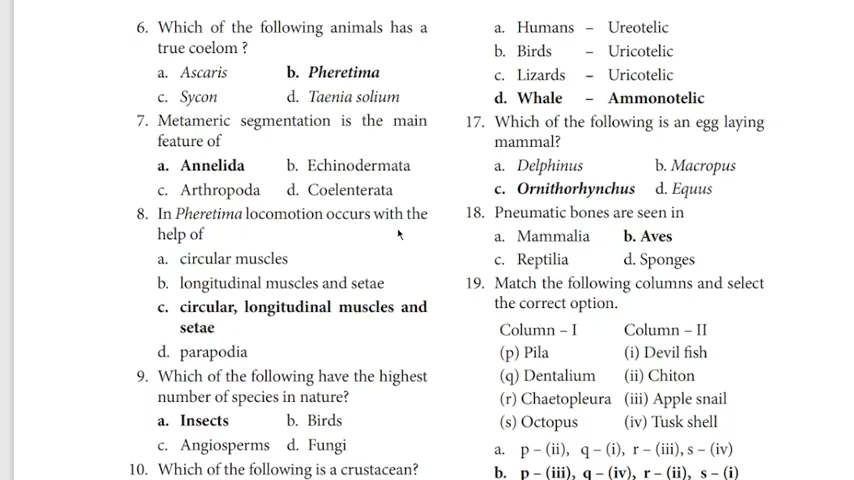 6. Which of the following animals has a
true coelom ?
a. Ascaris b. Pheretima
c. Sycon d. Taenia solium
7. Metameric segmentation is the main
feature of
a. Annelida b. Echinodermata
c. Arthropoda d. Coelenterata
8. In Pheretima locomotion occurs with the
help of
a. circular muscles
b. longitudinal muscles and setae
c. circular, longitudinal muscles and
setae
d. parapodia
9. Which of the following have the highest
number of species in nature?
a. Insects b. Birds
c. Angiosperms d. Fungi
10. Which of the following is a crustacean?
a. Humans – Ureotelic
b. Birds – Uricotelic
c. Lizards – Uricotelic
d. Whale – Ammonotelic
17. Which of the following is an egg laying
mammal?
a. Delphinus b. Macropus
c. Ornithorhynchus d. Equus
18. Pneumatic bones are seen in
a. Mammalia b. Aves
c. Reptilia d. Sponges
19. Match the following columns and select
the correct option.
Column – I Column – II
(p) Pila (i) Devil fish
(q) Dentalium (ii) Chiton
(r) Chaetopleura (iii) Apple snail
(s) Octopus (iv) Tusk shell
a. p – (ii), q – (i), r – (iii), s – (iv)
b. p – (iii), q – (iv), r – (ii), s – (i)